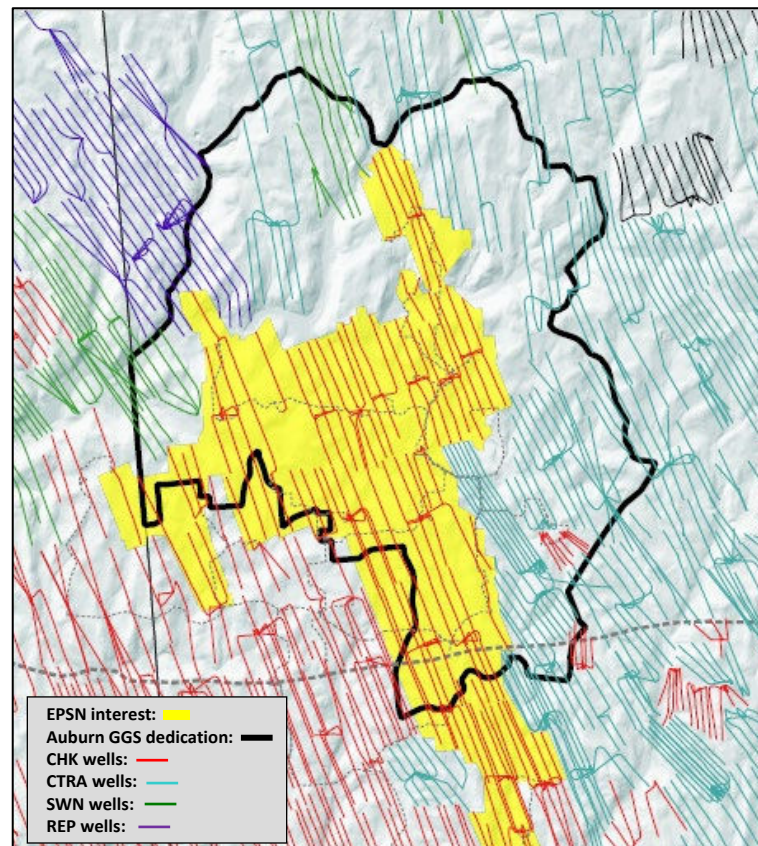 EPSN interest:
Auburn GGS dedication:
CHK wells:
CTRA wells:
SWN wells:
REP wells: